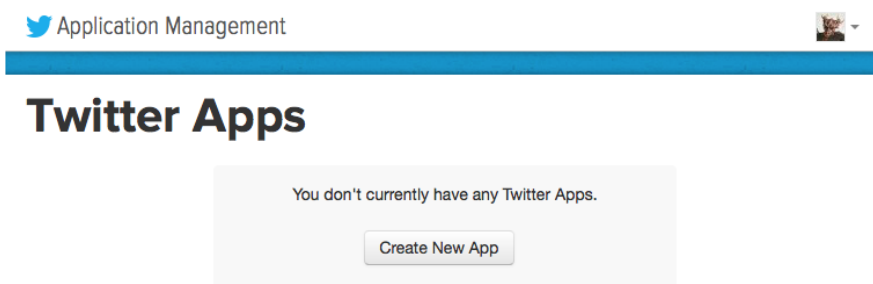 Application Management
Twitter Apps
You don't currently have any Twitter Apps.
Create New App